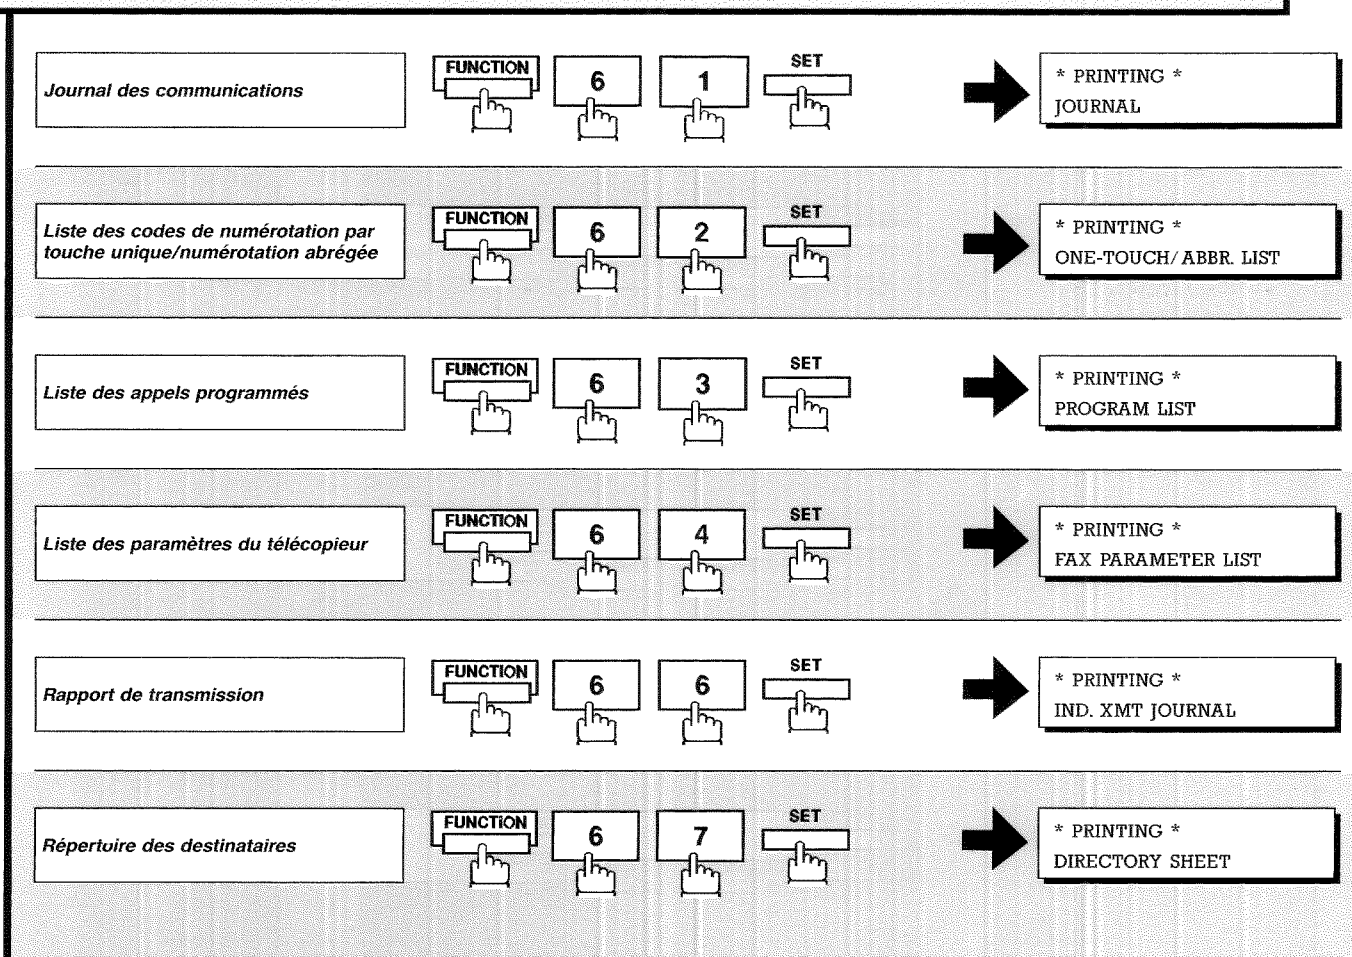 Journal des communications
FUNCTION 6 1 SET
* PRINTING *
JOURNAL
Liste des codes de numérotation par
touche unique/numérotation abrégée
FUNCTION 6 2 SET
* PRINTING *
ONE-TOUCH/ABBR. LIST
Liste des appels programmés
FUNCTION 6 3 SET
* PRINTING *
PROGRAM LIST
Liste des paramètres du télécopieur
FUNCTION 6 4 SET
* PRINTING *
FAX PARAMETER LIST
Rapport de transmission
FUNCTION 6 6 SET
* PRINTING *
IND. XMT JOURNAL
Répertoire des destinataires
FUNCTION 6 7 SET
* PRINTING *
DIRECTORY SHEET